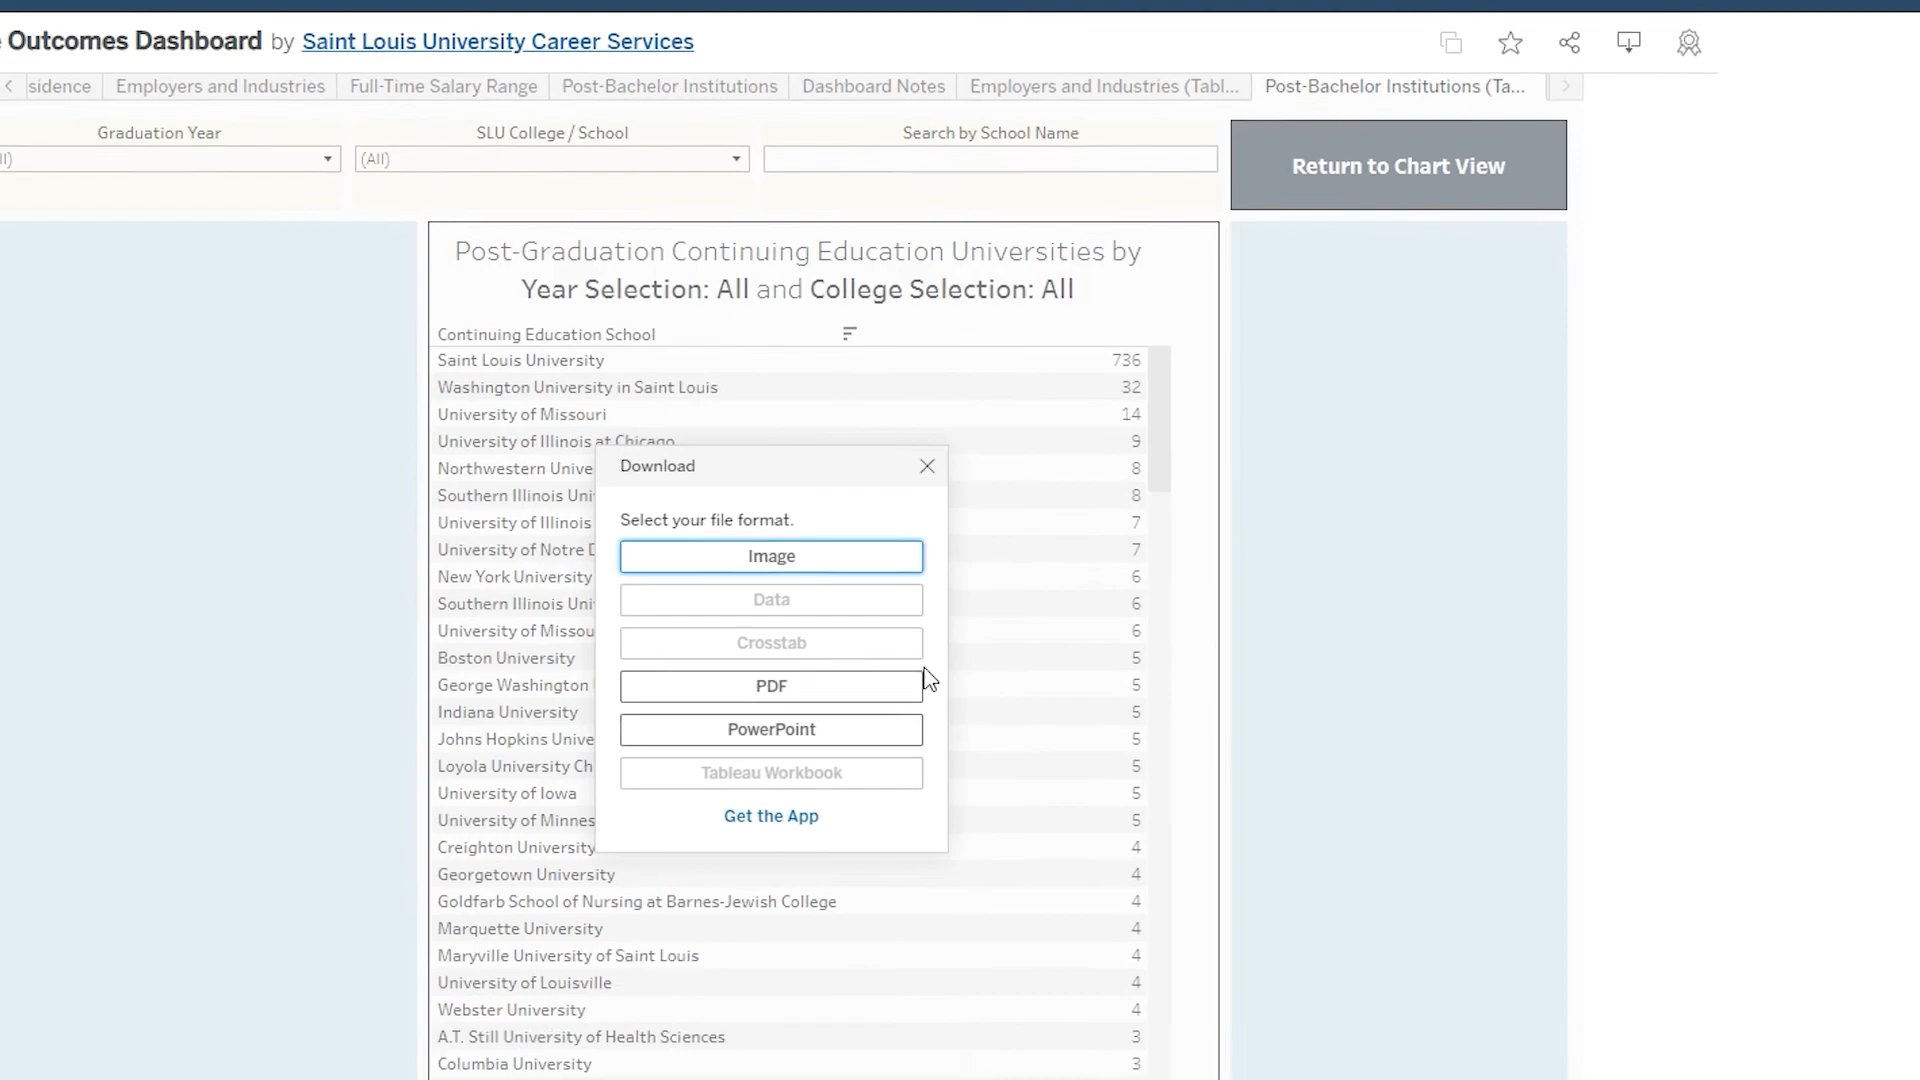 Outcomes Dashboard by Saint Louis University Career Services
sidence Employers and Industries Full-Time Salary Range Post-Bachelor Institutions Dashboard Notes Employers and Industries (Tabl... Post-Bachelor Institutions (Ta...
Graduation Year SLU College / School Search by School Name
ll) (All)
Return to Chart View
Post-Graduation Continuing Education Universities by
Year Selection: All and College Selection: All
Continuing Education School
Saint Louis University 736
Washington University in Saint Louis 32
University of Missouri 14
University of Illinois at Chicago 9
Northwestern Unive 8
Southern Illinois Uni 8
University of Illinois 7
University of Notre D 7
New York University 6
Southern Illinois Uni 6
University of Missou 6
Boston University 5
George Washington 5
Indiana University 5
Johns Hopkins Unive 5
Loyola University Ch 5
University of Iowa 5
University of Minnes 5
Creighton University 4
Georgetown University 4
Goldfarb School of Nursing at Barnes-Jewish College 4
Marquette University 4
Maryville University of Saint Louis 4
University of Louisville 4
Webster University 4
A.T. Still University of Health Sciences 3
Columbia University 3
Download
Select your file format.
Image
Data
Crosstab
PDF
PowerPoint
Tableau Workbook
Get the App